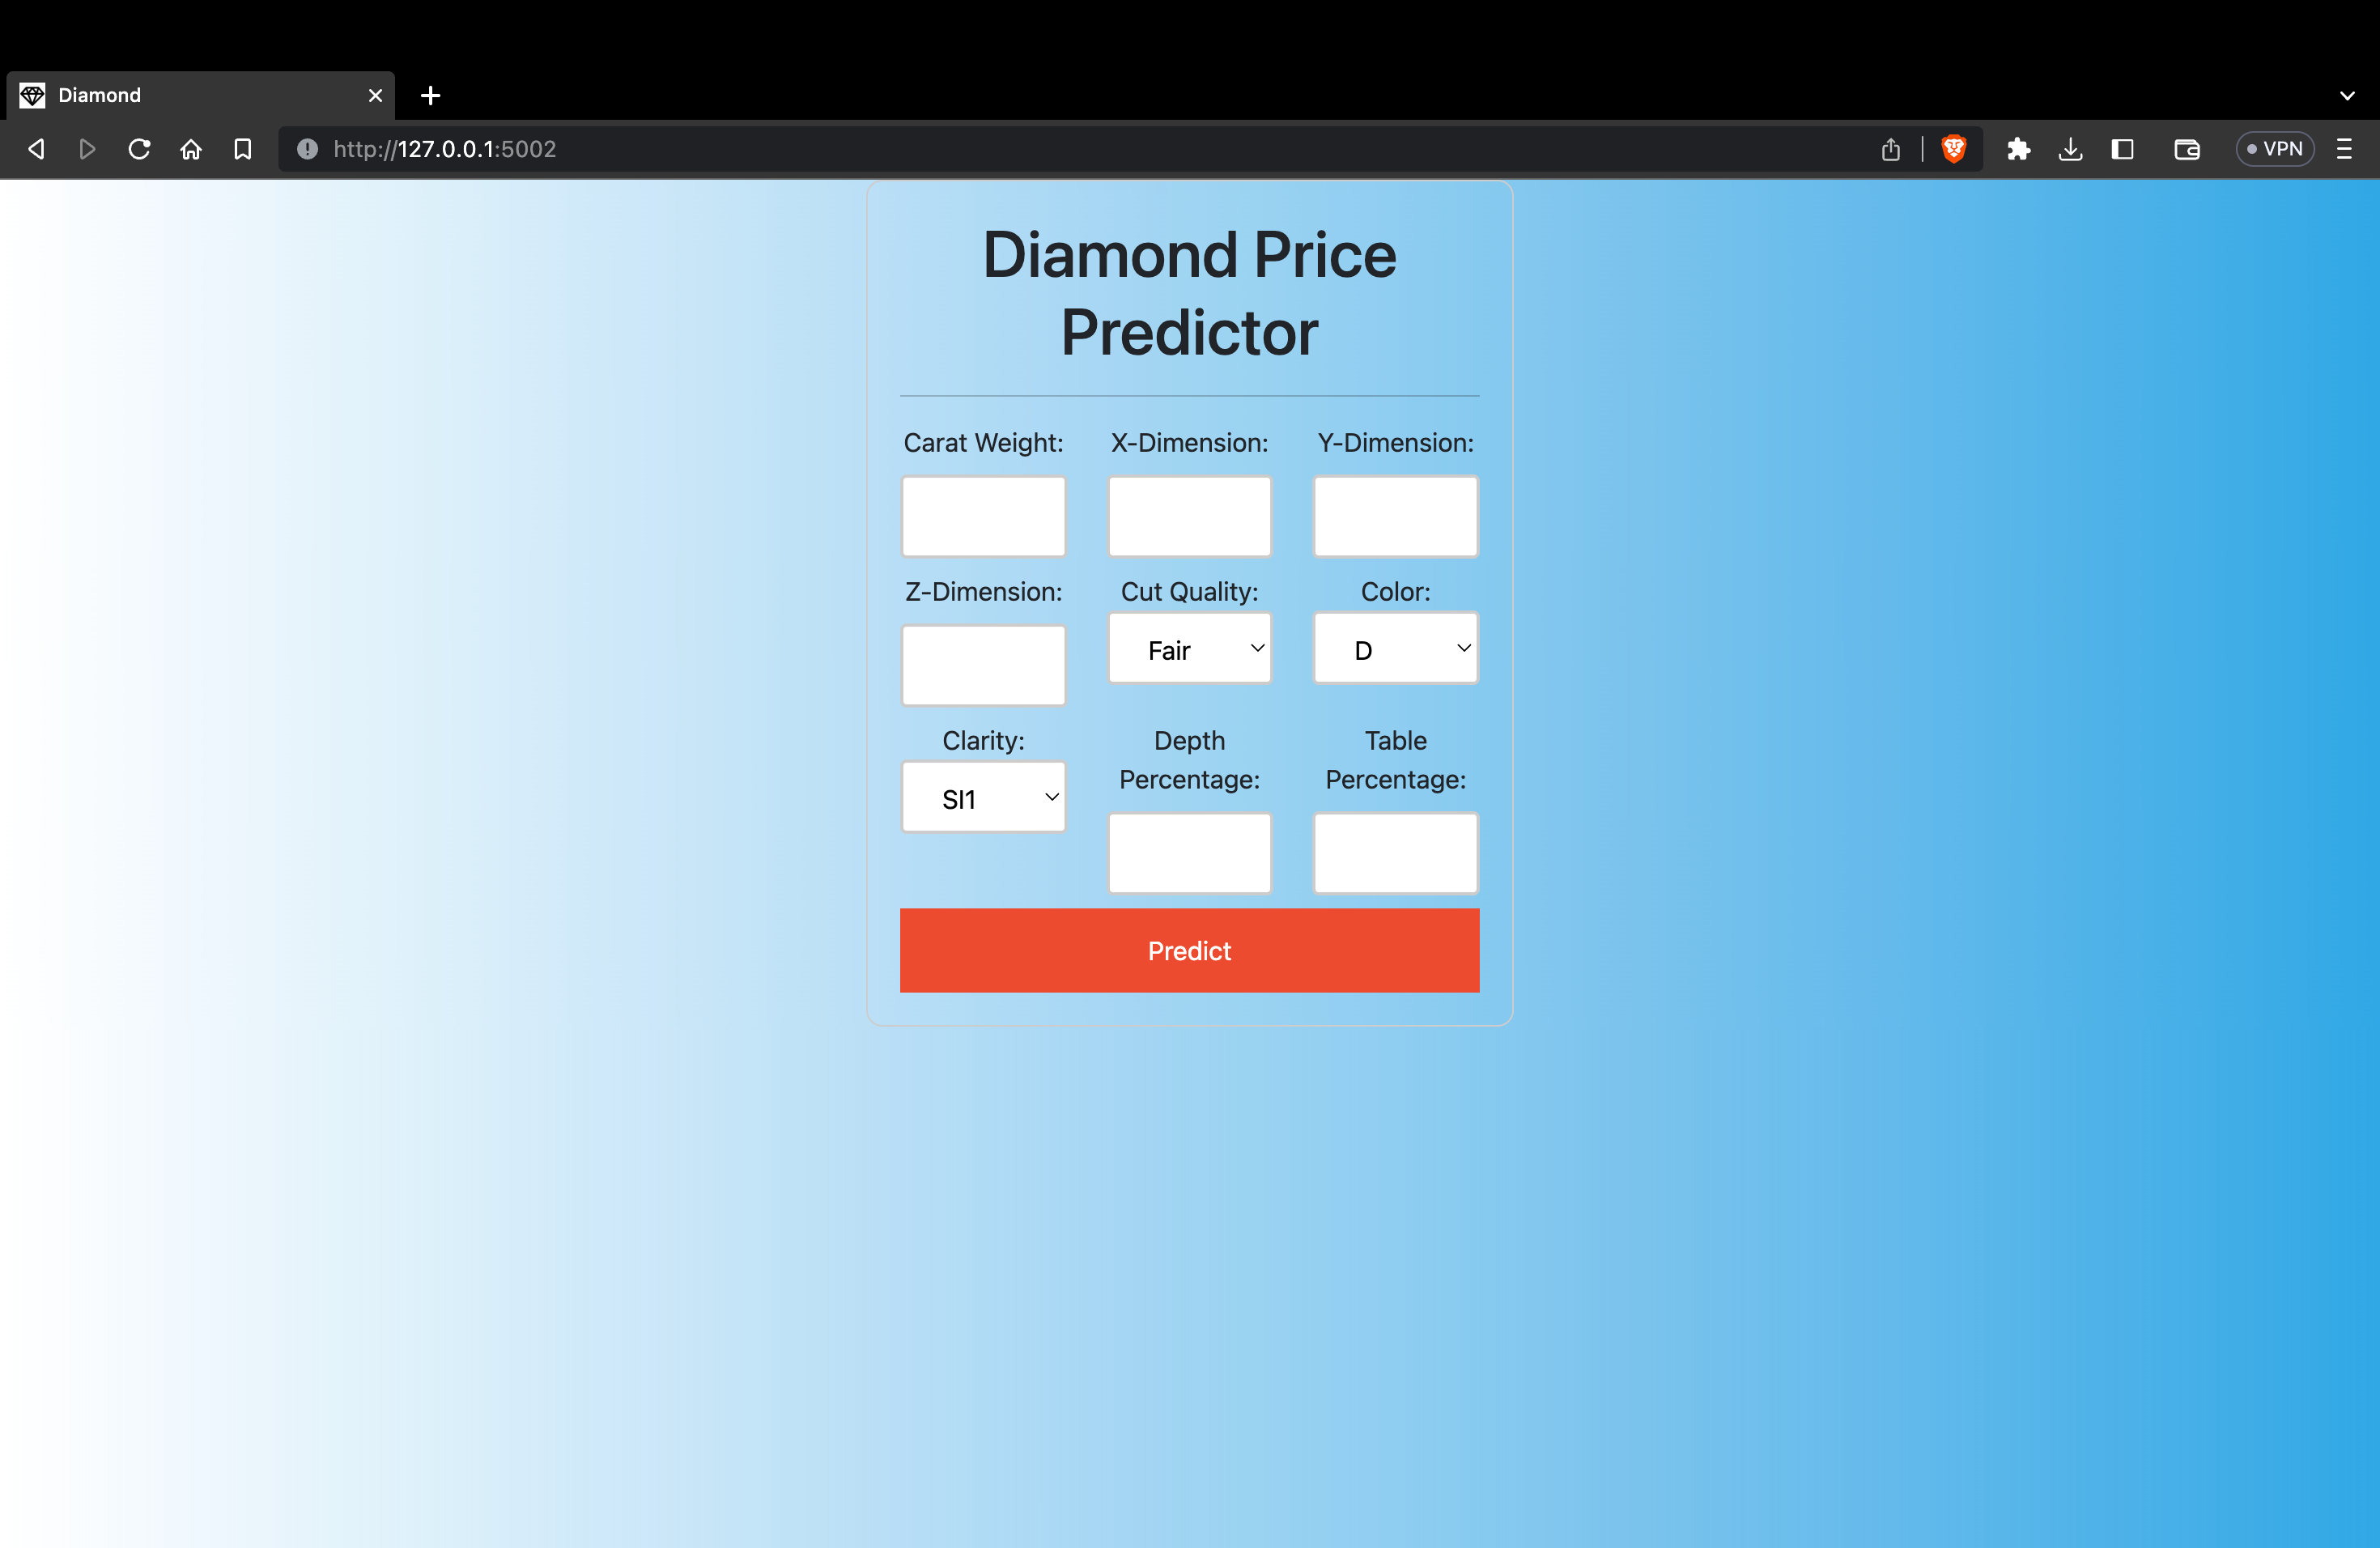 Diamond
http://127.0.0.1:5002
VPN
Diamond Price
Predictor
Carat Weight: X-Dimension: Y-Dimension:
Z-Dimension: Cut Quality: Color:
Fair D
Clarity: Depth Percentage: Table Percentage:
SI1
Predict